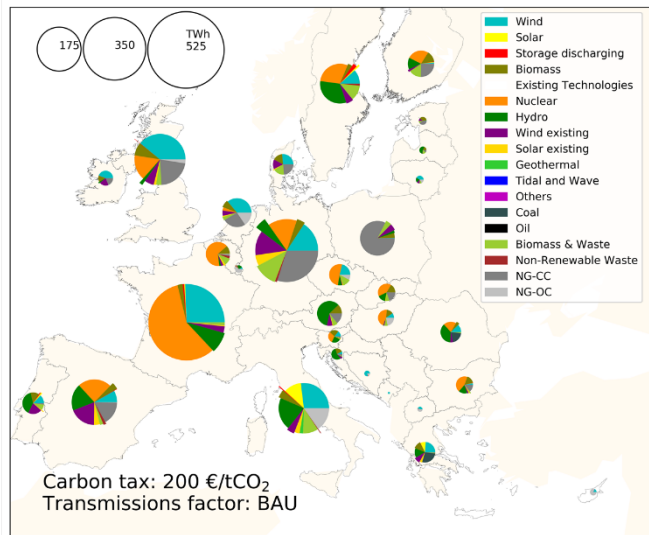 TWh
175
350
525
Wind
Solar
Storage discharging
Biomass
Existing Technologies
Nuclear
Hydro
Wind existing
Solar existing
Geothermal
Tidal and Wave
Others
Coal
Oil
Biomass & Waste
Non-Renewable Waste
NG-CC
NG-OC
Carbon tax: 200 €/tCO₂
Transmissions factor: BAU